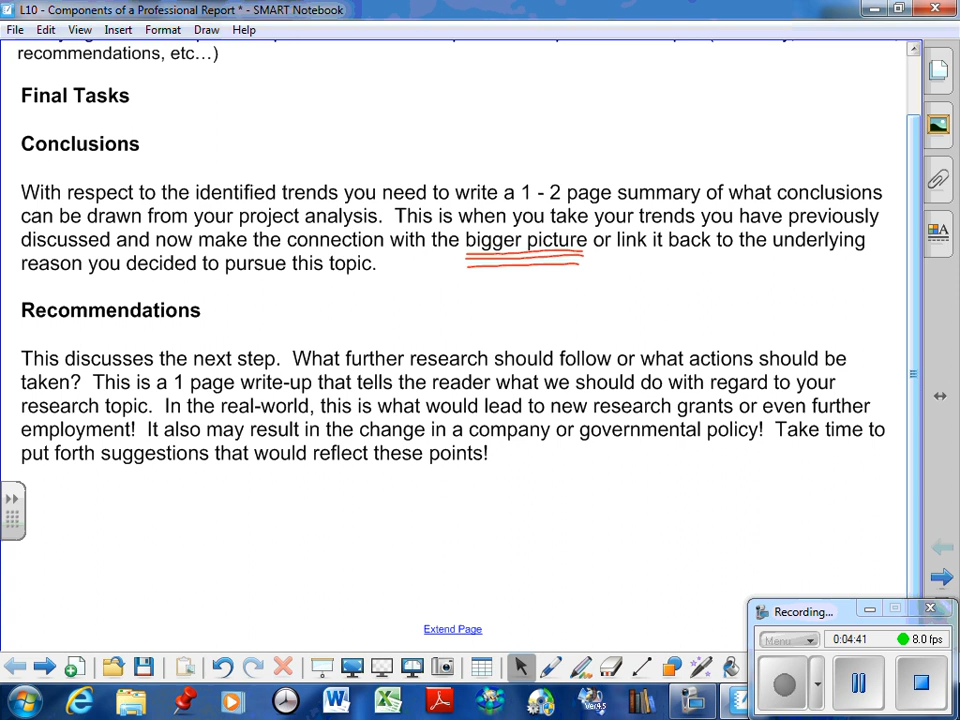 L10 - Components of a Professional Report * - SMART Notebook
File Edit View Insert Format Draw Help
recommendations, etc…)
Final Tasks
Conclusions
With respect to the identified trends you need to write a 1 - 2 page summary of what conclusions
can be drawn from your project analysis.  This is when you take your trends you have previously
discussed and now make the connection with the bigger picture or link it back to the underlying
reason you decided to pursue this topic.
Recommendations
This discusses the next step.  What further research should follow or what actions should be
taken?  This is a 1 page write-up that tells the reader what we should do with regard to your
research topic.  In the real-world, this is what would lead to new research grants or even further
employment!  It also may result in the change in a company or governmental policy!  Take time to
put forth suggestions that would reflect these points!
Extend Page
Recording...
Menu 0:04:41 8.0 fps
Ver4.5